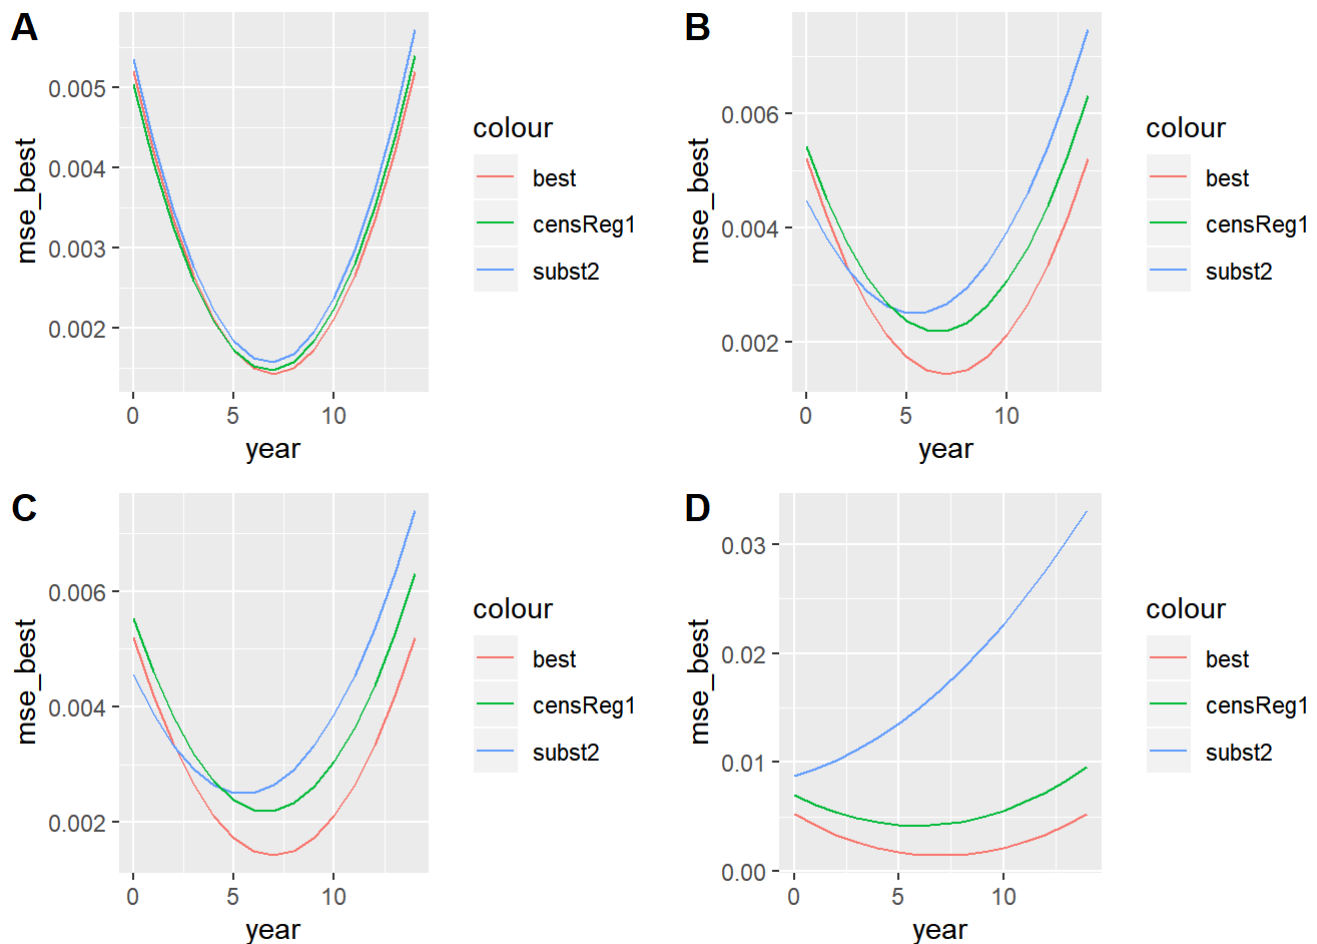 A
mse_best
0.005
0.004
0.003
0.002
0 5 10
year
colour
best
censReg1
subst2
B
mse_best
0.006
0.004
0.002
0 5 10
year
colour
best
censReg1
subst2
C
mse_best
0.006
0.004
0.002
0 5 10
year
colour
best
censReg1
subst2
D
mse_best
0.03
0.02
0.01
0.00
0 5 10
year
colour
best
censReg1
subst2